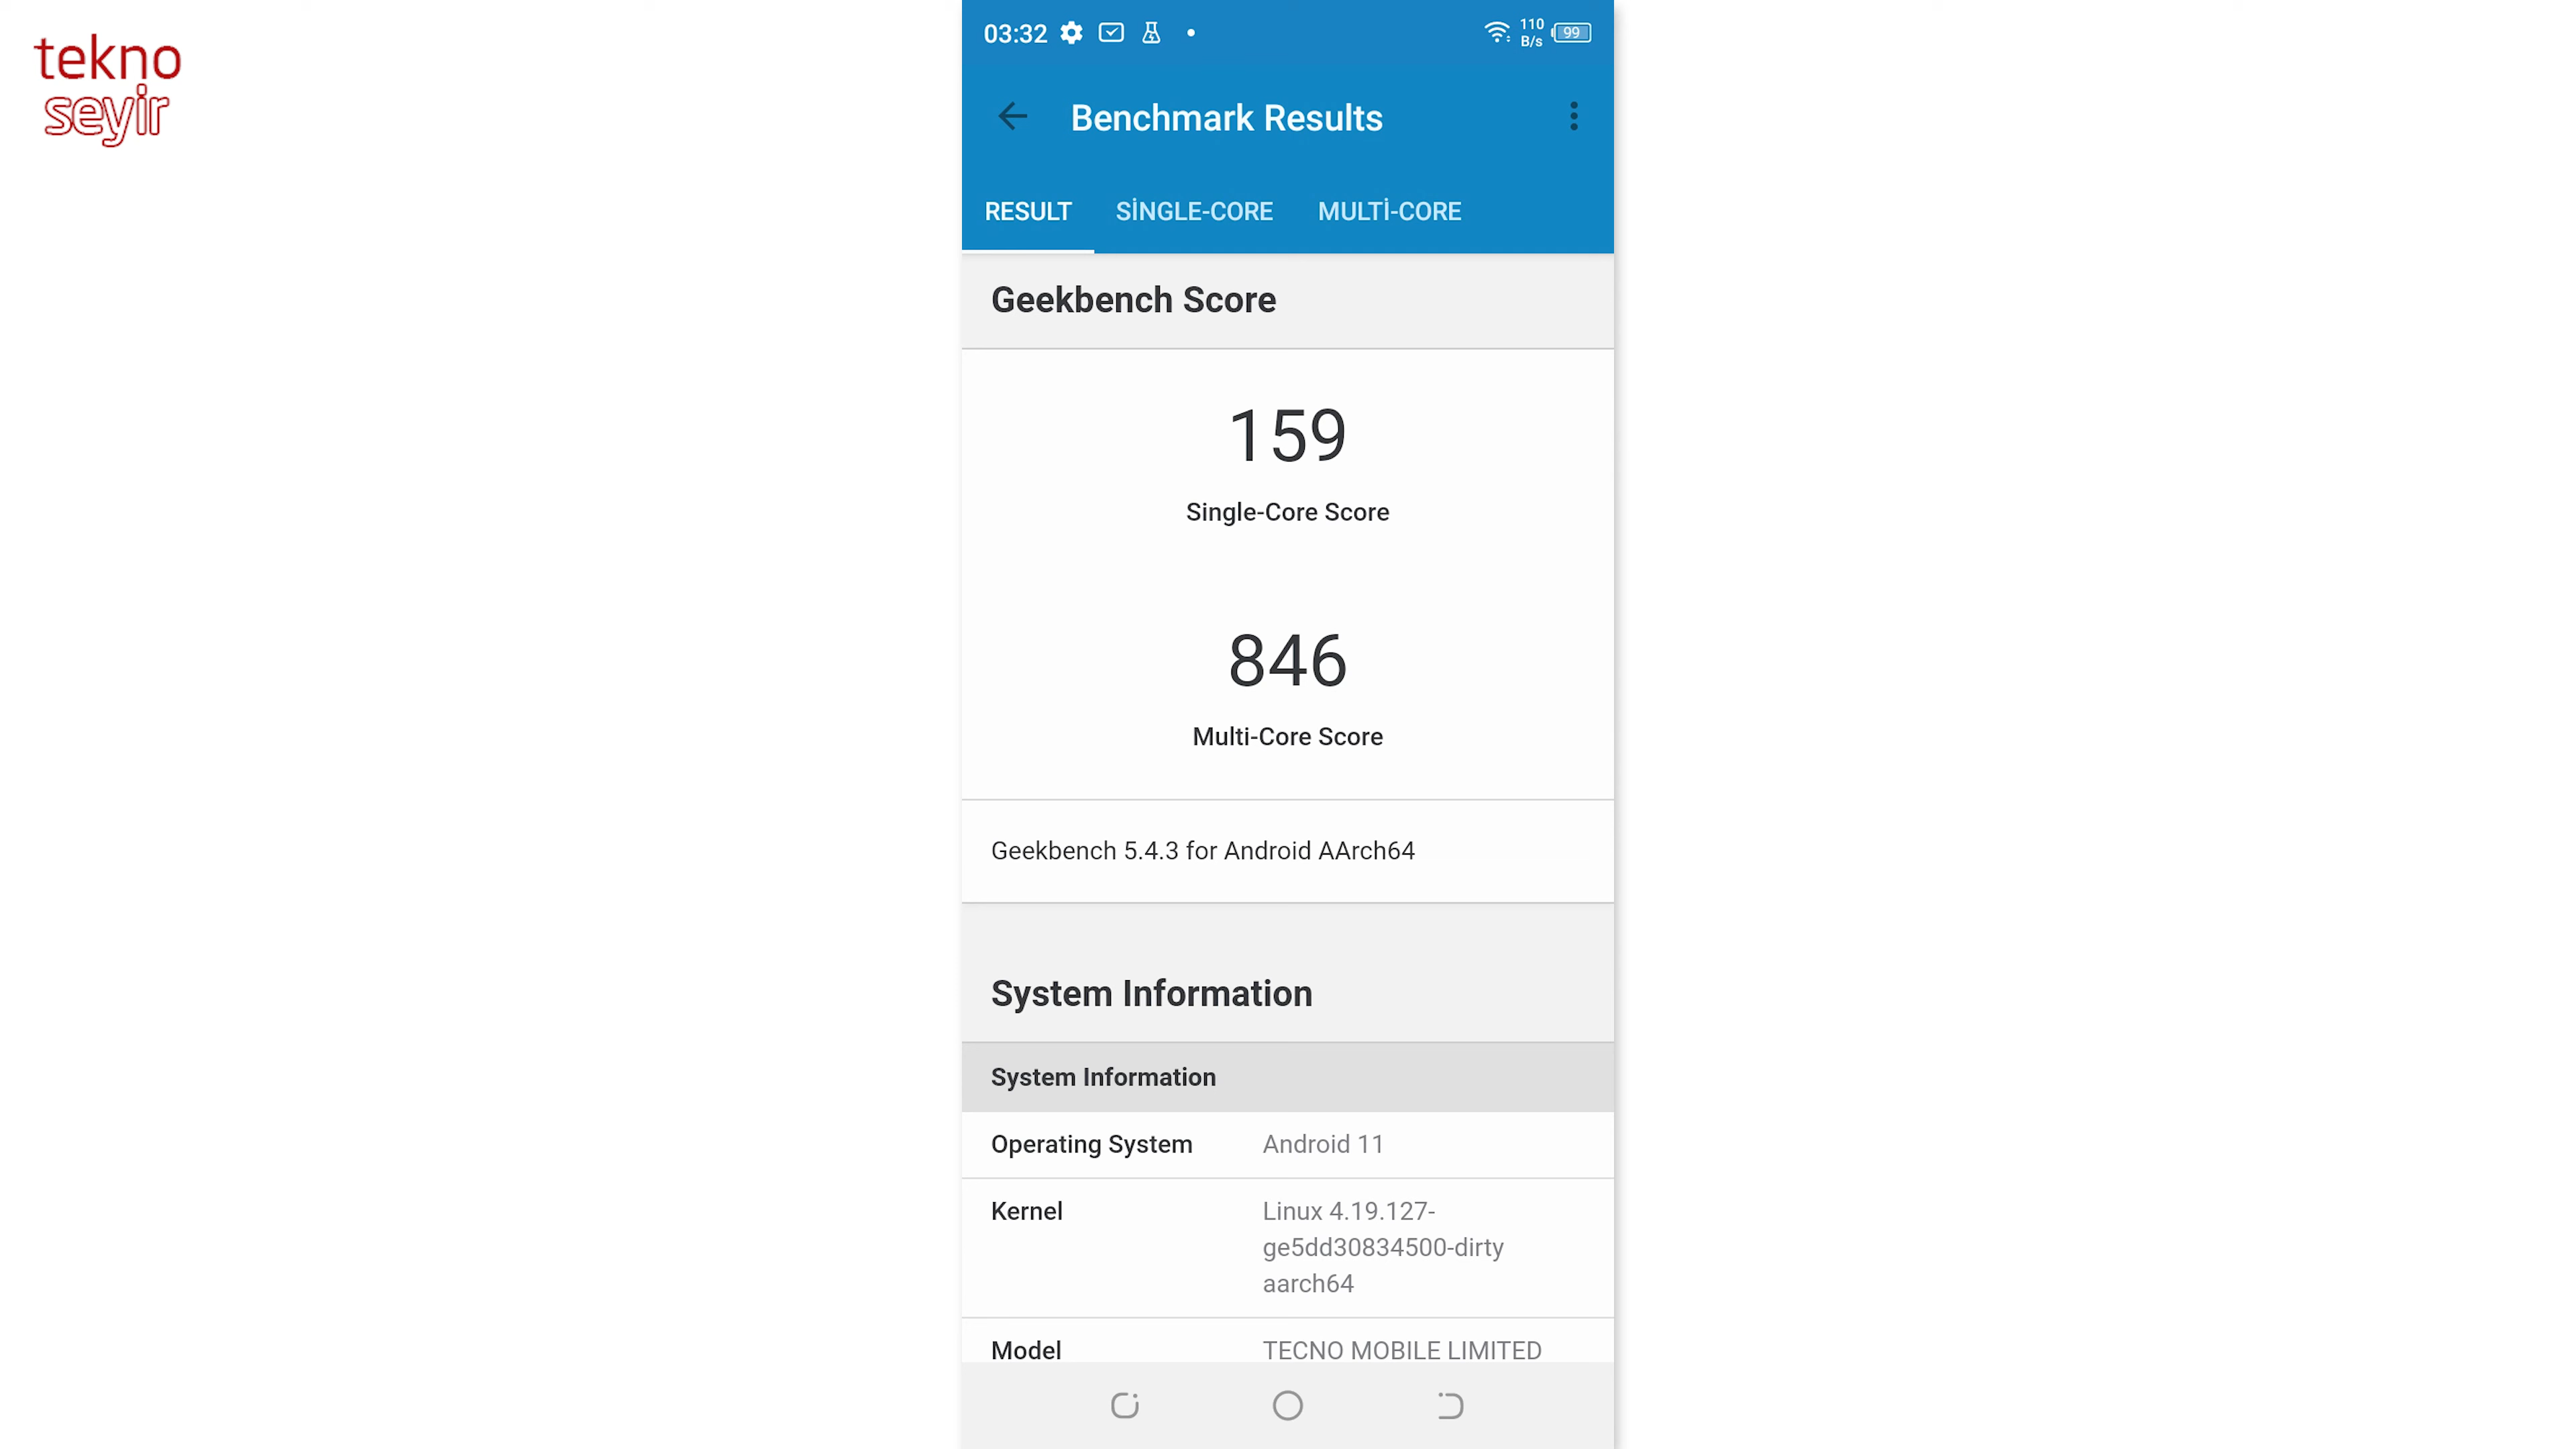 tekno
seyir
03:32
110
B/s
99
Benchmark Results
RESULT SİNGLE-CORE MULTİ-CORE
Geekbench Score
159
Single-Core Score
846
Multi-Core Score
Geekbench 5.4.3 for Android AArch64
System Information
System Information
Operating System Android 11
Kernel Linux 4.19.127-
ge5dd30834500-dirty
aarch64
Model TECNO MOBILE LIMITED